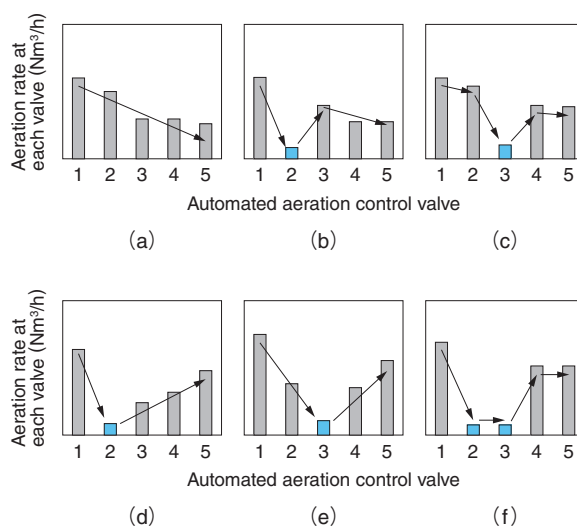 Aeration rate at
each valve (Nm³/h)
1 2 3 4 5 1 2 3 4 5 1 2 3 4 5
Automated aeration control valve
(a) (b) (c)
Aeration rate at
each valve (Nm³/h)
1 2 3 4 5 1 2 3 4 5 1 2 3 4 5
Automated aeration control valve
(d) (e) (f)